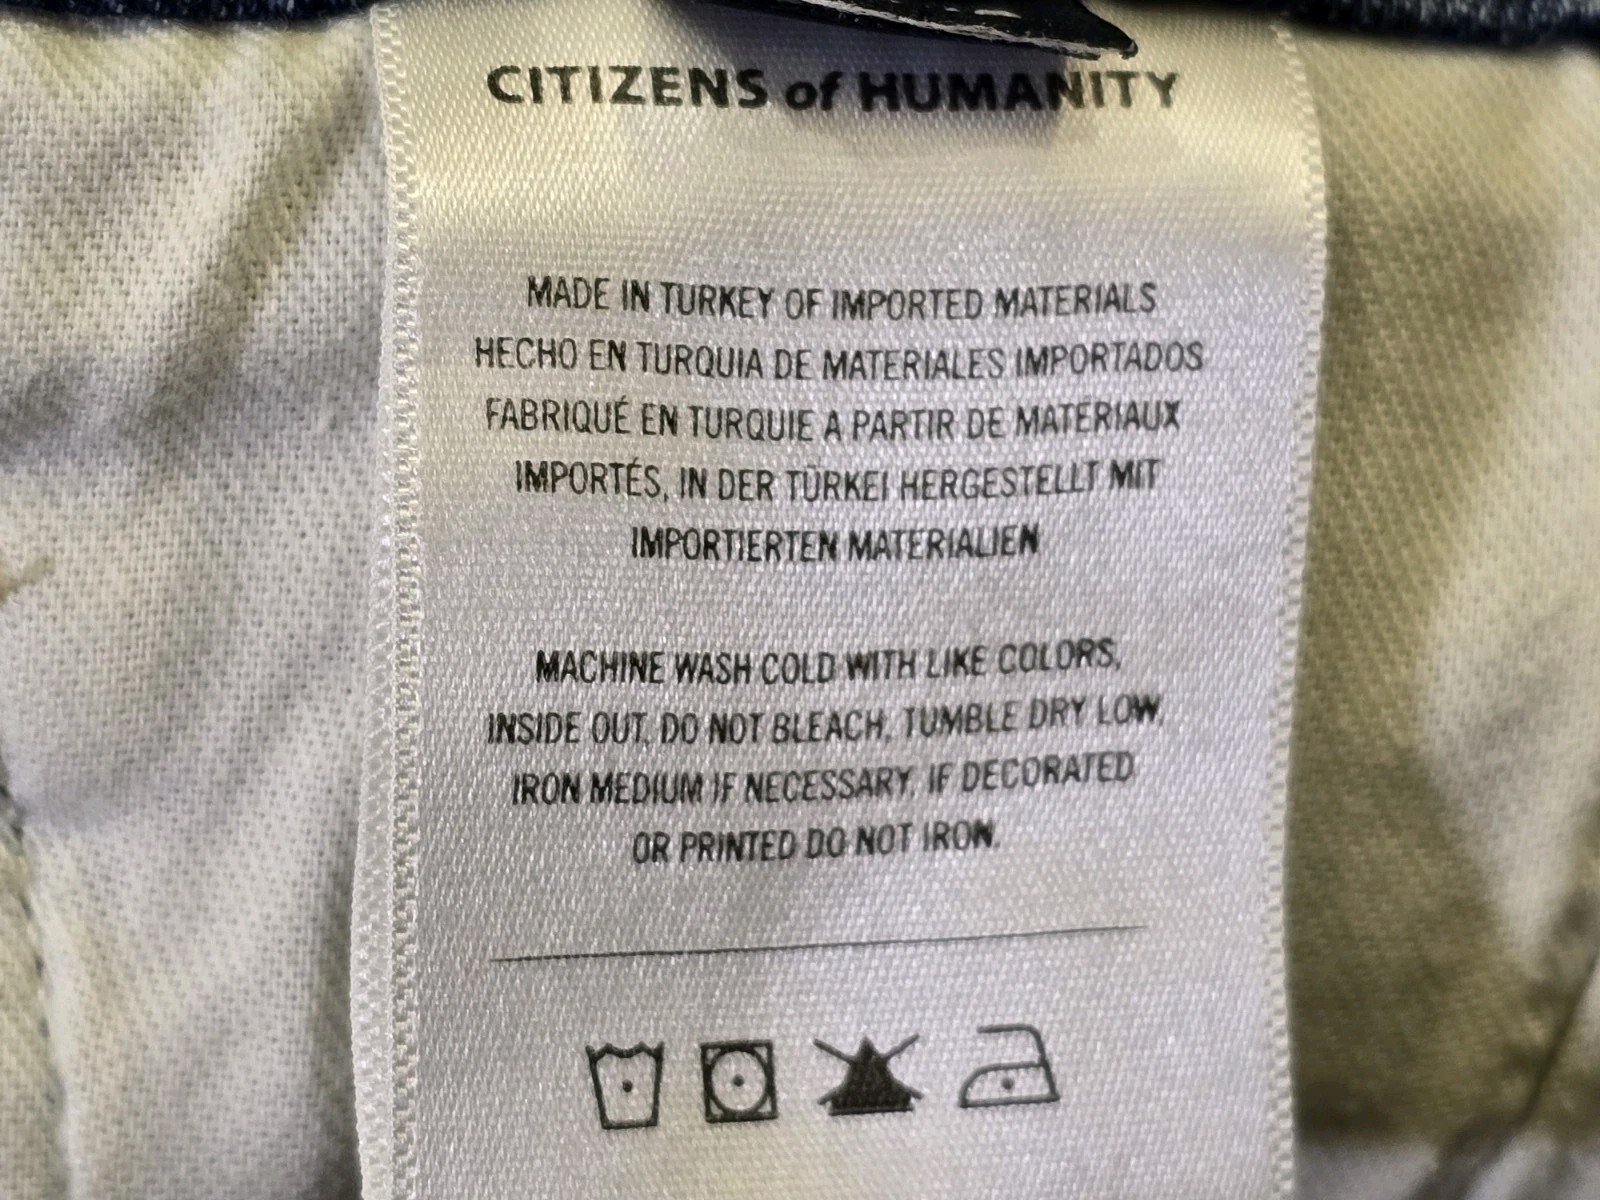 CITIZENS of HUMANITY
MADE IN TURKEY OF IMPORTED MATERIALS
HECHO EN TURQUIA DE MATERIALES IMPORTADOS
FABRIQUÉ EN TURQUIE A PARTIR DE MATERIAUX
IMPORTÉS, IN DER TÜRKEI HERGESTELLT MIT
IMPORTIERTEN MATERIALIEN
MACHINE WASH COLD WITH LIKE COLORS,
INSIDE OUT, DO NOT BLEACH, TUMBLE DRY LOW,
IRON MEDIUM IF NECESSARY, IF DECORATED
OR PRINTED DO NOT IRON.